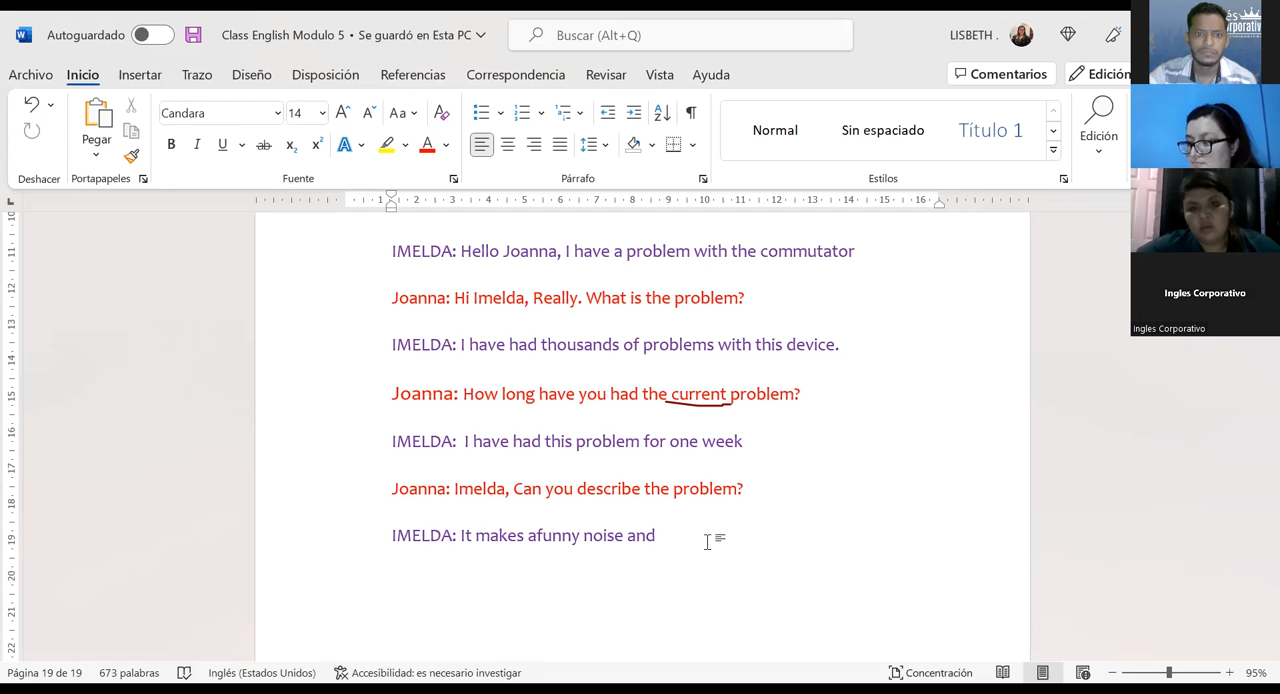 Autoguardado
Class English Modulo 5 • Se guardó en Esta PC
Buscar (Alt+Q)
LISBETH .
Archivo Inicio Insertar Trazo Diseño Disposición Referencias Correspondencia Revisar Vista Ayuda
Comentarios
Edición
Pegar
Candara 14
Normal
Sin espaciado
Título 1
Edición
Deshacer
Portapapeles
Fuente
Párrafo
Estilos
IMELDA: Hello Joanna, I have a problem with the commutator
Joanna: Hi Imelda, Really. What is the problem?
IMELDA: I have had thousands of problems with this device.
Joanna: How long have you had the current problem?
IMELDA: I have had this problem for one week
Joanna: Imelda, Can you describe the problem?
IMELDA: It makes afunny noise and
Ingles Corporativo
Ingles Corporativo
Página 19 de 19
673 palabras
Inglés (Estados Unidos)
Accesibilidad: es necesario investigar
Concentración
95%